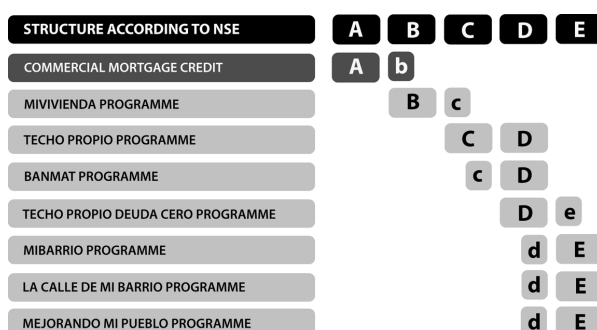 STRUCTURE ACCORDING TO NSE A B C D E
COMMERCIAL MORTGAGE CREDIT A b
MIVIVIENDA PROGRAMME B c
TECHO PROPIO PROGRAMME C D
BANMAT PROGRAMME c D
TECHO PROPIO DEUDA CERO PROGRAMME D e
MIBARRIO PROGRAMME d E
LA CALLE DE MI BARRIO PROGRAMME d E
MEJORANDO MI PUEBLO PROGRAMME d E